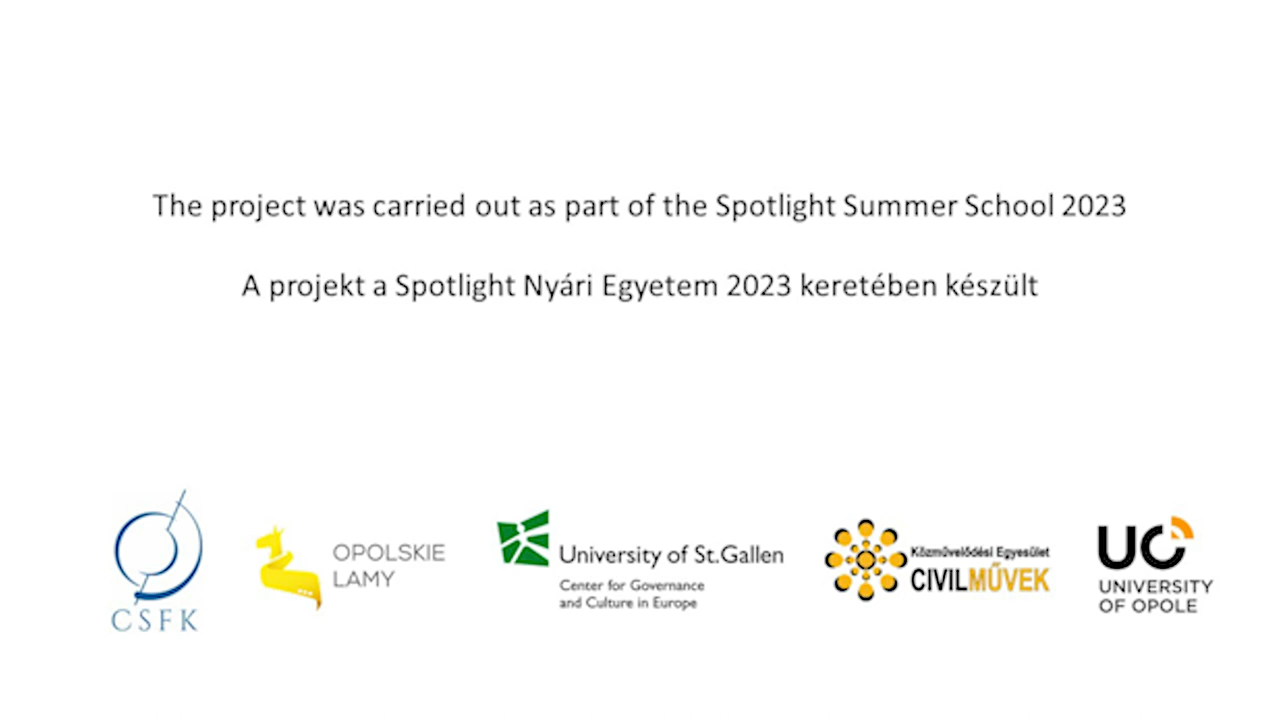 The project was carried out as part of the Spotlight Summer School 2023
A projekt a Spotlight Nyári Egyetem 2023 keretében készült
CSFK
OPOLSKIE
LAMY
University of St.Gallen
Center for Governance
and Culture in Europe
Közművelődési Egyesület
CIVILMŰVEK
UO
UNIVERSITY
OF OPOLE